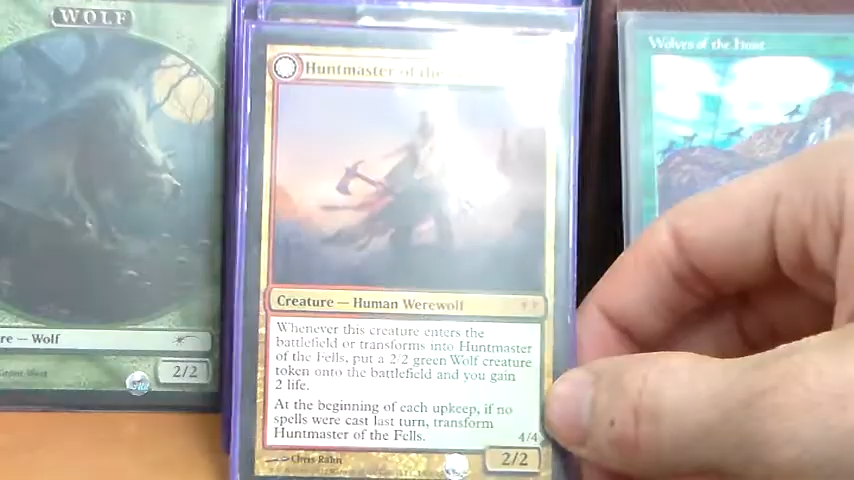 WOLF
re — Wolf
2/2
Huntmaster of the
Creature — Human Werewolf
Whenever this creature enters the
battlefield or transforms into Huntmaster
of the Fells, put a 2/2 green Wolf creature
token onto the battlefield and you gain
2 life.
At the beginning of each upkeep, if no
spells were cast last turn, transform
Huntmaster of the Fells.
4/4
Chris Rahn
2/2
Wolves of the Hunt